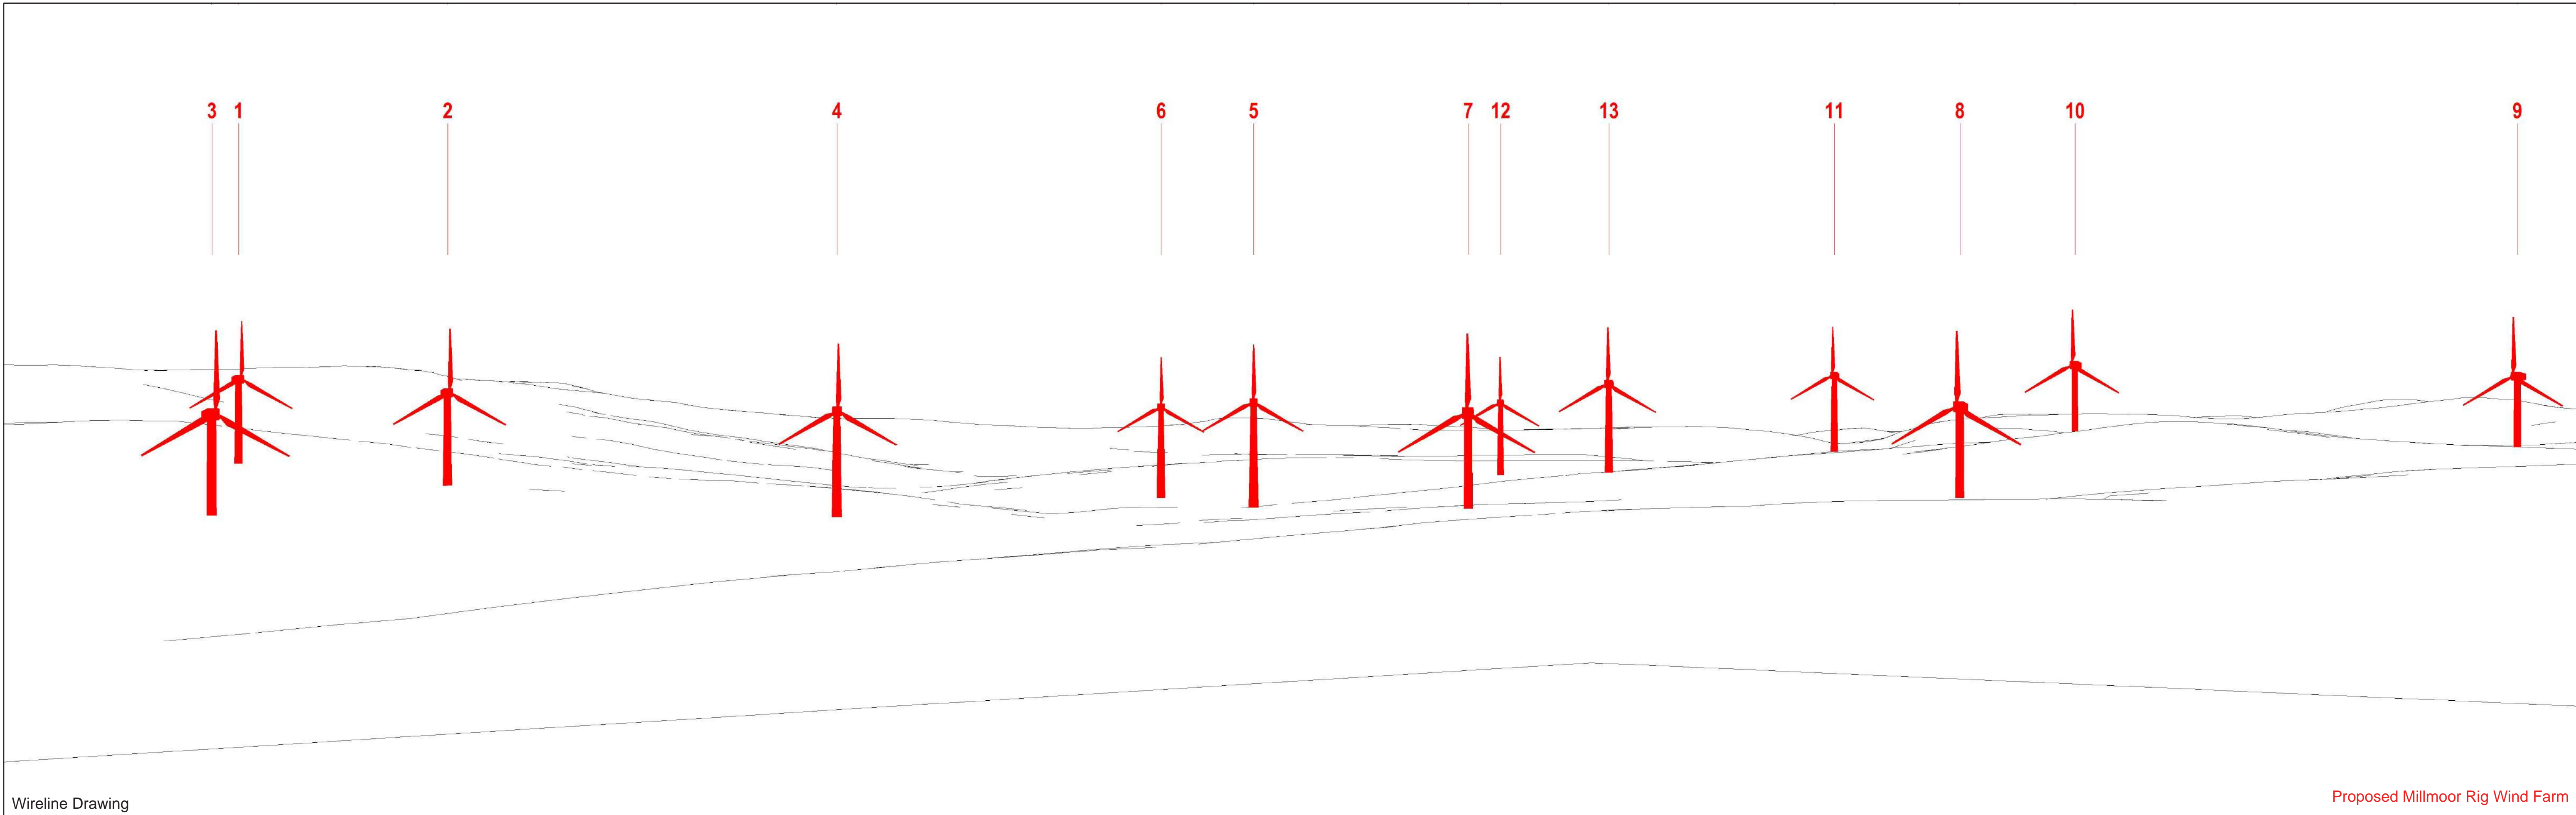 3 1 2 4 6 5 7 12 13 11 8 10 9
Wireline Drawing
Proposed Millmoor Rig Wind Farm